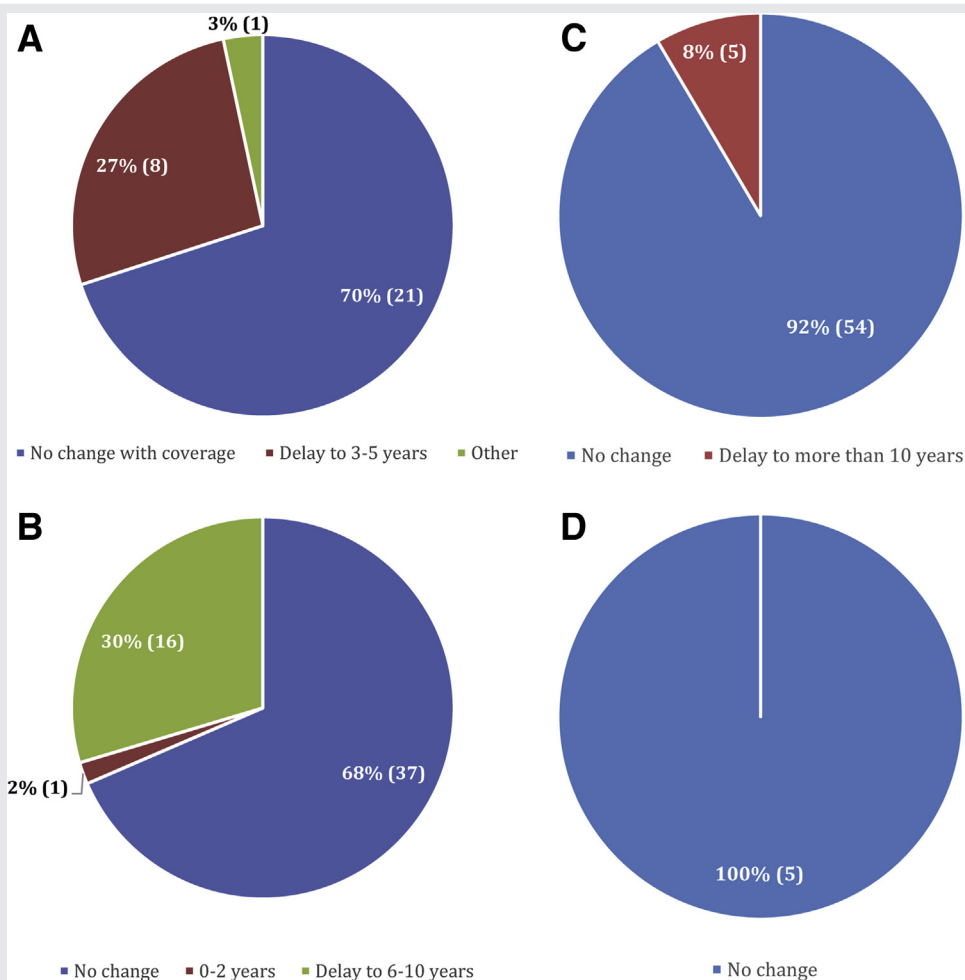 A
3% (1)
27% (8)
70% (21)
No change with coverage Delay to 3-5 years Other
B
30% (16)
2% (1)
68% (37)
No change 0-2 years Delay to 6-10 years
C
8% (5)
92% (54)
No change Delay to more than 10 years
D
100% (5)
No change